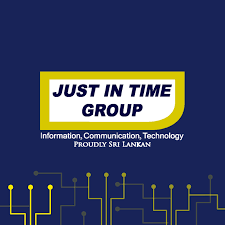 JUST IN TIME
GROUP
Information, Communication, Technology
PROUDLY SRI LANKAN